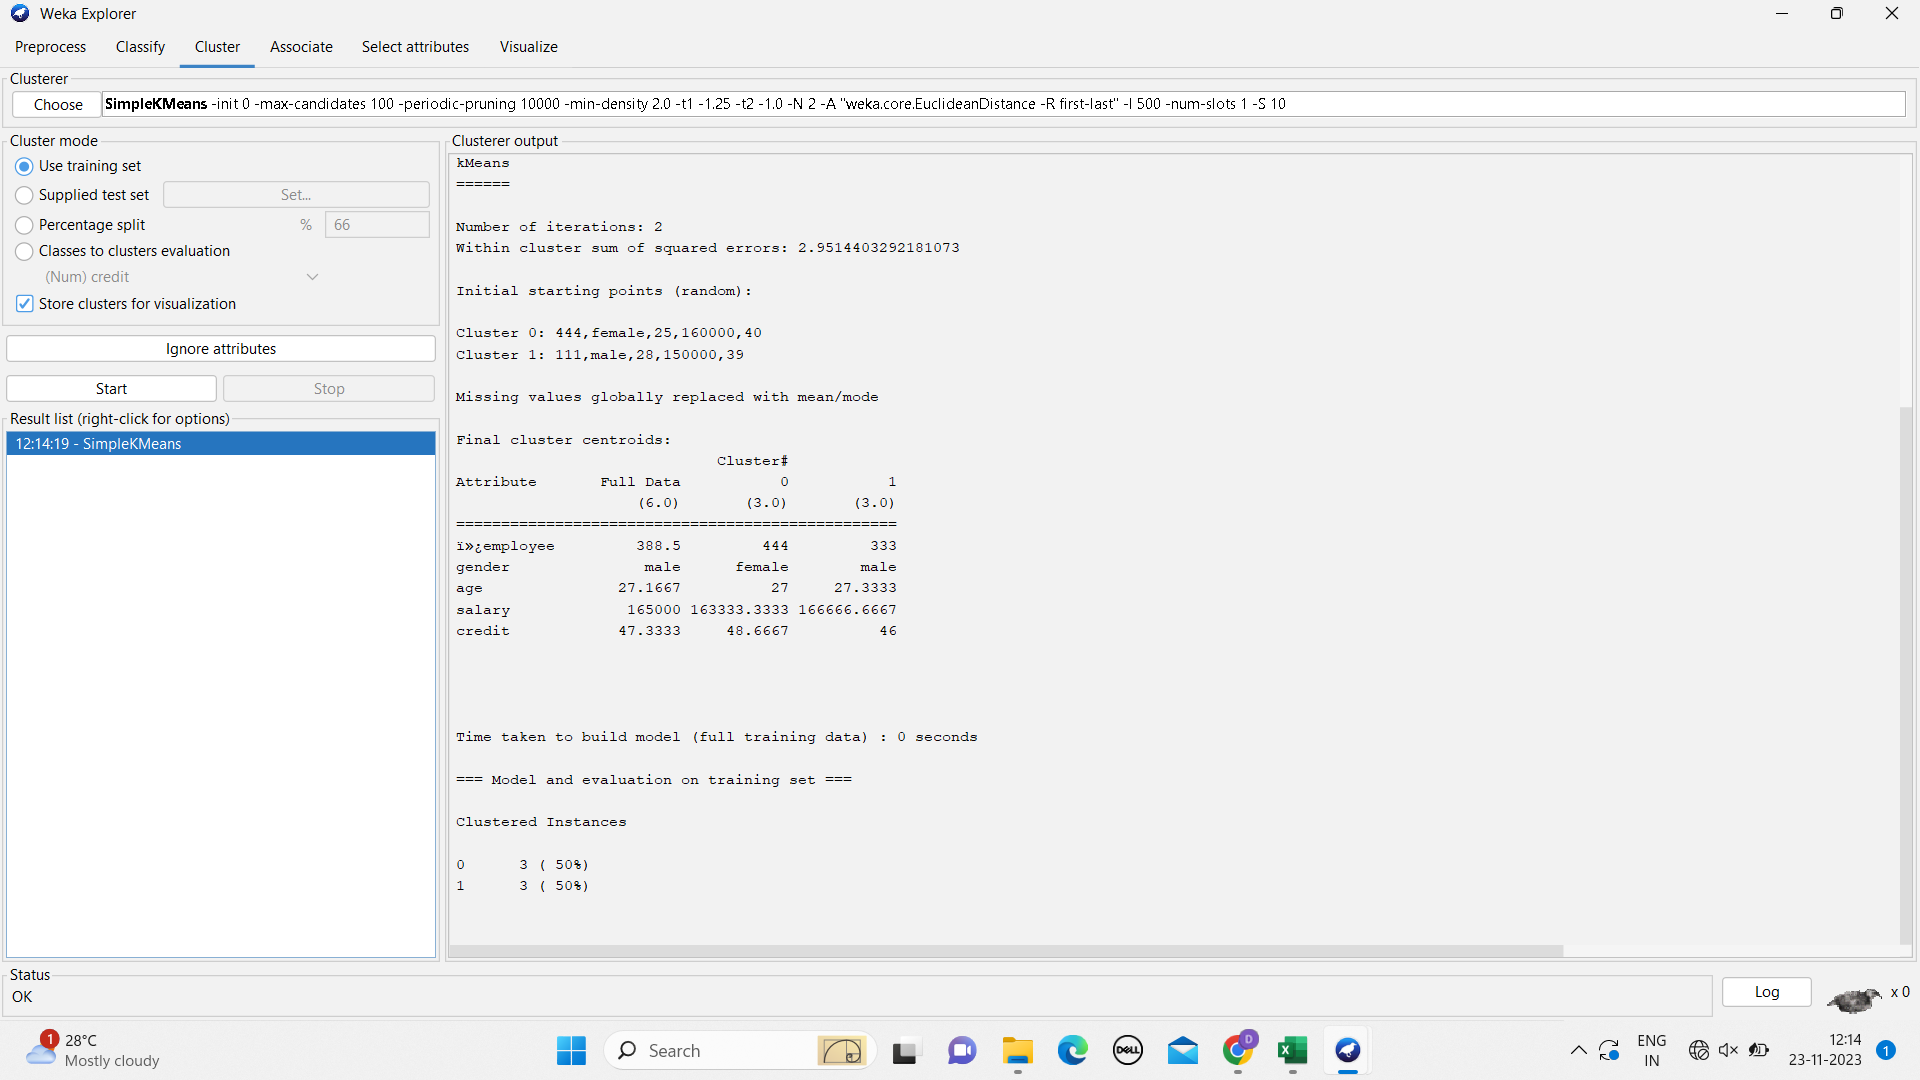 Weka Explorer
Preprocess Classify Cluster Associate Select attributes Visualize
Clusterer
Choose SimpleKMeans -init 0 -max-candidates 100 -periodic-pruning 10000 -min-density 2.0 -t1 -1.25 -t2 -1.0 -N 2 -A "weka.core.EuclideanDistance -R first-last" -I 500 -num-slots 1 -S 10
Cluster mode
Use training set
Supplied test set Set...
Percentage split % 66
Classes to clusters evaluation
(Num) credit
Store clusters for visualization
Ignore attributes
Start Stop
Result list (right-click for options)
12:14:19 - SimpleKMeans
Clusterer output
kMeans
======
Number of iterations: 2
Within cluster sum of squared errors: 2.9514403292181073
Initial starting points (random):
Cluster 0: 444,female,25,160000,40
Cluster 1: 111,male,28,150000,39
Missing values globally replaced with mean/mode
Final cluster centroids:
Cluster#
Attribute Full Data 0 1
(6.0) (3.0) (3.0)
=================================================
ï»¿employee 388.5 444 333
gender male female male
age 27.1667 27 27.3333
salary 165000 163333.3333 166666.6667
credit 47.3333 48.6667 46
Time taken to build model (full training data) : 0 seconds
=== Model and evaluation on training set ===
Clustered Instances
0 3 ( 50%)
1 3 ( 50%)
Status
OK
Log x 0
1 28°C
Mostly cloudy
Search
DELL
D
ENG
IN
12:14
23-11-2023
1